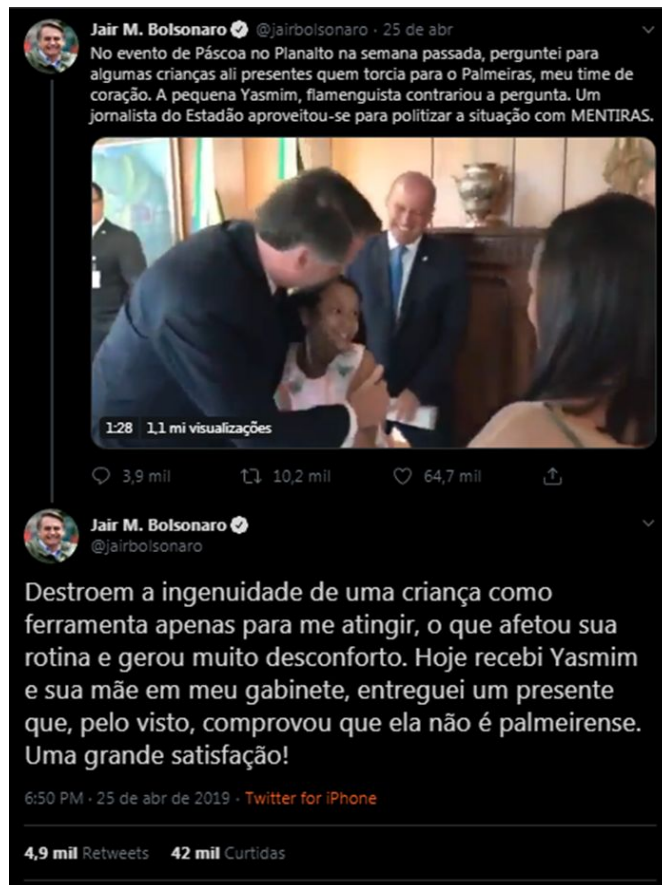 Jair M. Bolsonaro @jairbolsonaro · 25 de abr
No evento de Páscoa no Planalto na semana passada, perguntei para
algumas crianças ali presentes quem torcia para o Palmeiras, meu time de
coração. A pequena Yasmim, flamenguista contrariou a pergunta. Um
jornalista do Estadão aproveitou-se para politizar a situação com MENTIRAS.
1:28 1,1 mi visualizações
3,9 mil 10,2 mil 64,7 mil
Jair M. Bolsonaro
@jairbolsonaro
Destroem a ingenuidade de uma criança como
ferramenta apenas para me atingir, o que afetou sua
rotina e gerou muito desconforto. Hoje recebi Yasmim
e sua mãe em meu gabinete, entreguei um presente
que, pelo visto, comprovou que ela não é palmeirense.
Uma grande satisfação!
6:50 PM · 25 de abr de 2019 · Twitter for iPhone
4,9 mil Retweets 42 mil Curtidas